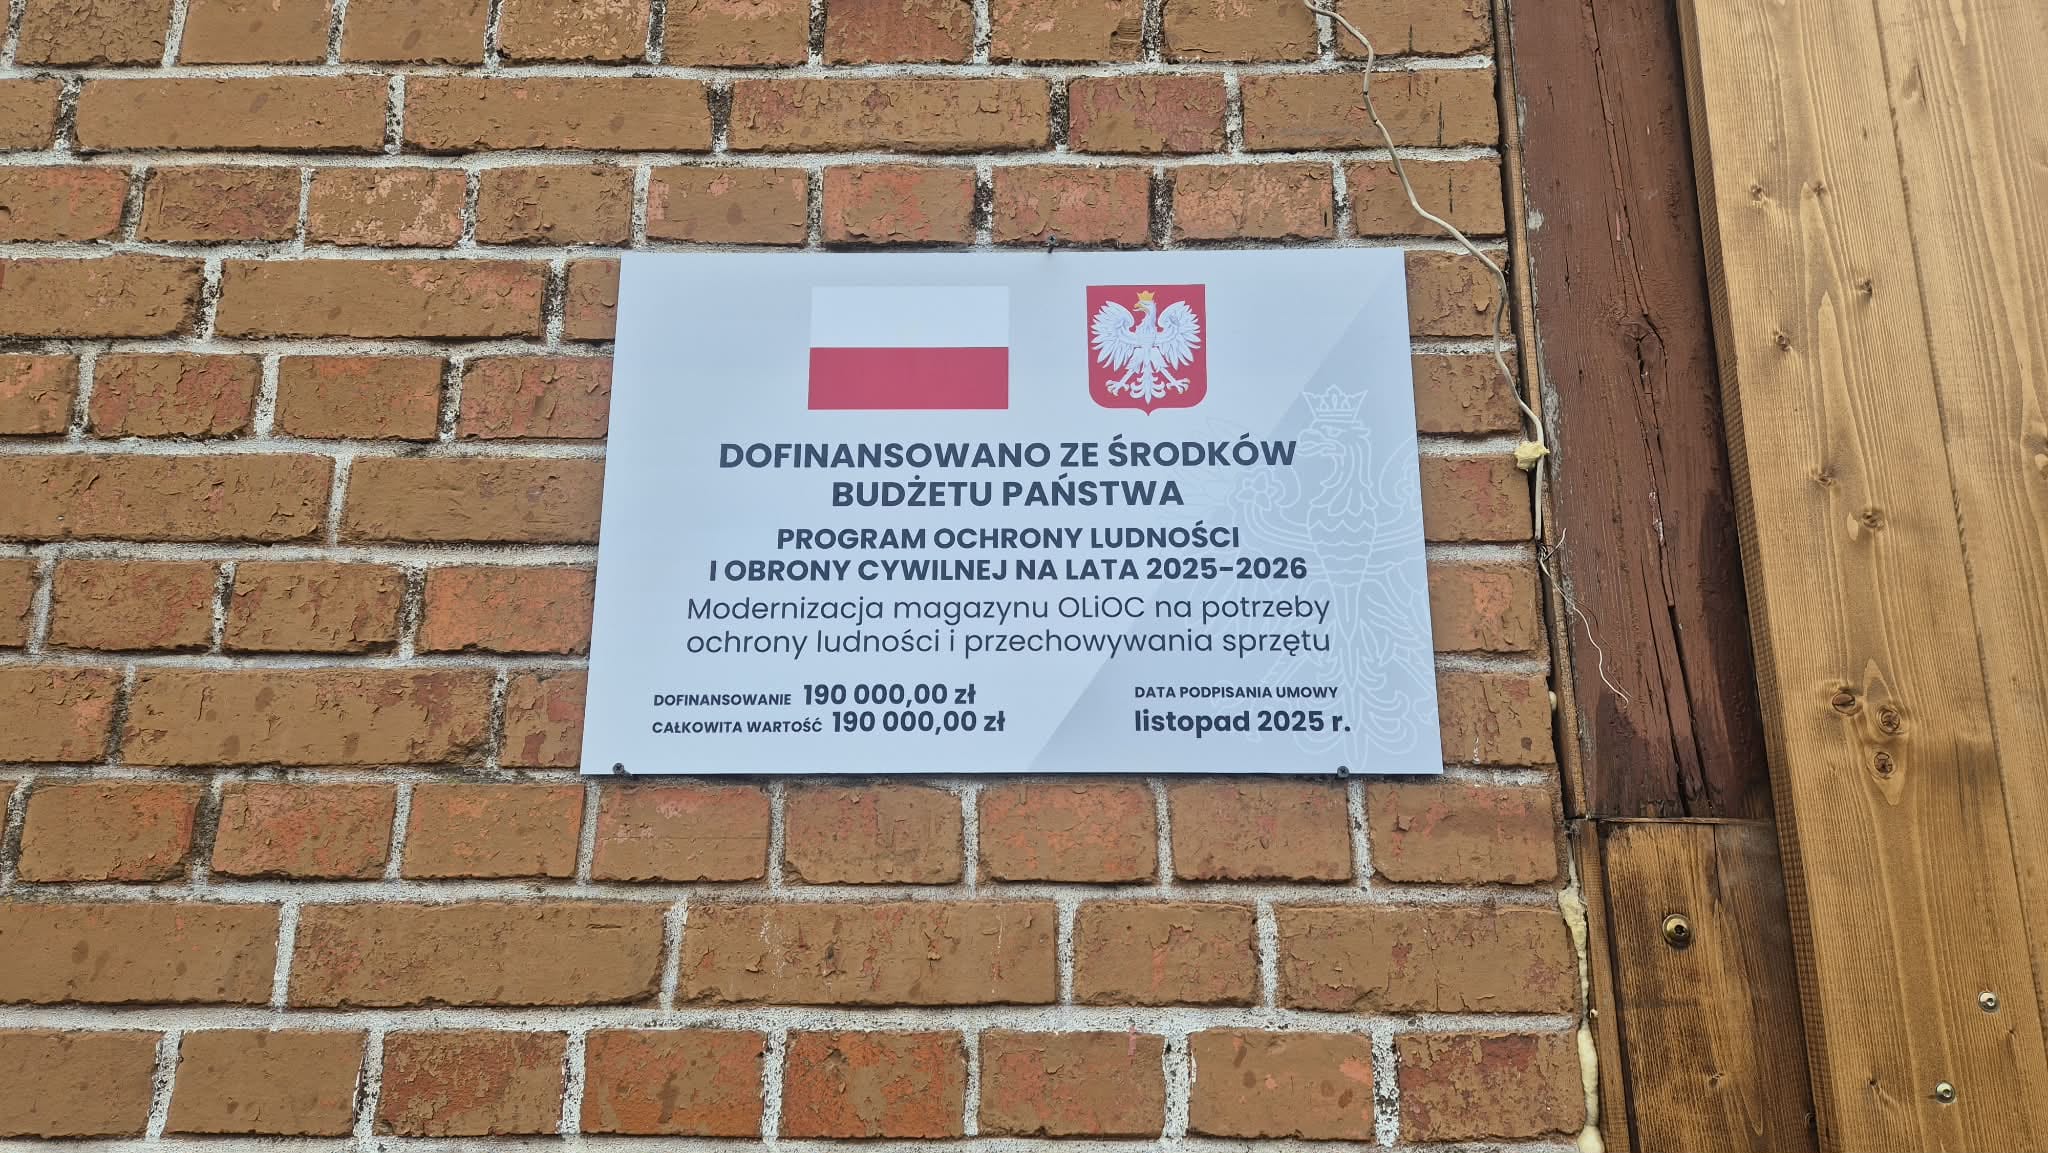 DOFINANSOWANO ZE ŚRODKÓW
BUDŻETU PAŃSTWA
PROGRAM OCHRONY LUDNOŚCI
I OBRONY CYWILNEJ NA LATA 2025-2026
Modernizacja magazynu OLiOC na potrzeby
ochrony ludności i przechowywania sprzętu
DOFINANSOWANIE 190 000,00 zł
CAŁKOWITA WARTOŚĆ 190 000,00 zł
DATA PODPISANIA UMOWY
listopad 2025 r.